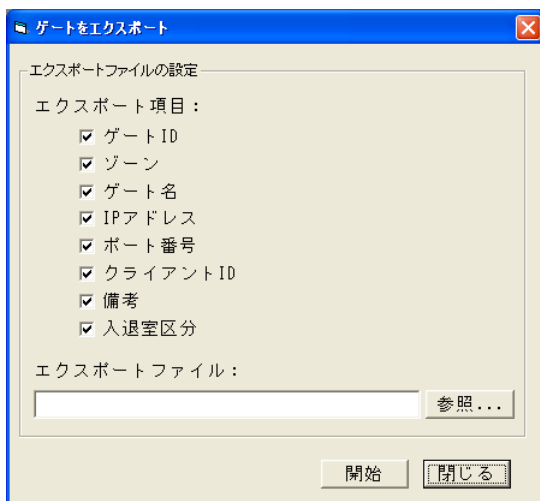 ゲートをエクスポート
エクスポートファイルの設定
エクスポート項目：
ゲートID
ゾーン
ゲート名
IPアドレス
ポート番号
クライアントID
備考
入退室区分
エクスポートファイル：
参照...
開始 閉じる